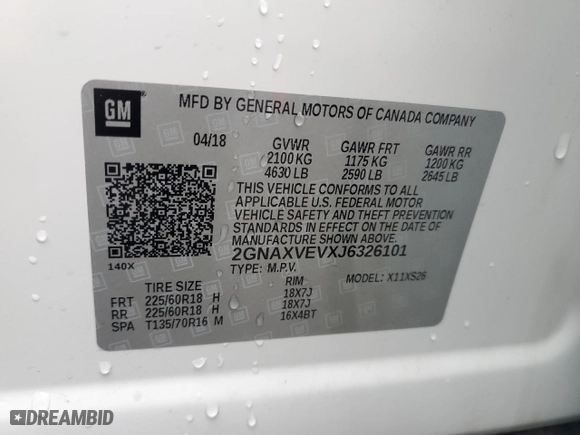 GM
MFD BY GENERAL MOTORS OF CANADA COMPANY
04/18 GVWR GAWR FRT GAWR RR
2100 KG 1175 KG 1200 KG
4630 LB 2590 LB 2645 LB
THIS VEHICLE CONFORMS TO ALL
APPLICABLE U.S. FEDERAL MOTOR
VEHICLE SAFETY AND THEFT PREVENTION
STANDARDS IN EFFECT ON THE DATE OF
MANUFACTURE SHOWN ABOVE.
2GNAXVEVXJ6326101
140X TYPE: M.P.V. MODEL: X11XS26
TIRE SIZE RIM
FRT 225/60R18 H 18X7J
RR 225/60R18 H 18X7J
SPA T135/70R16 M 16X4BT
DREAMBID